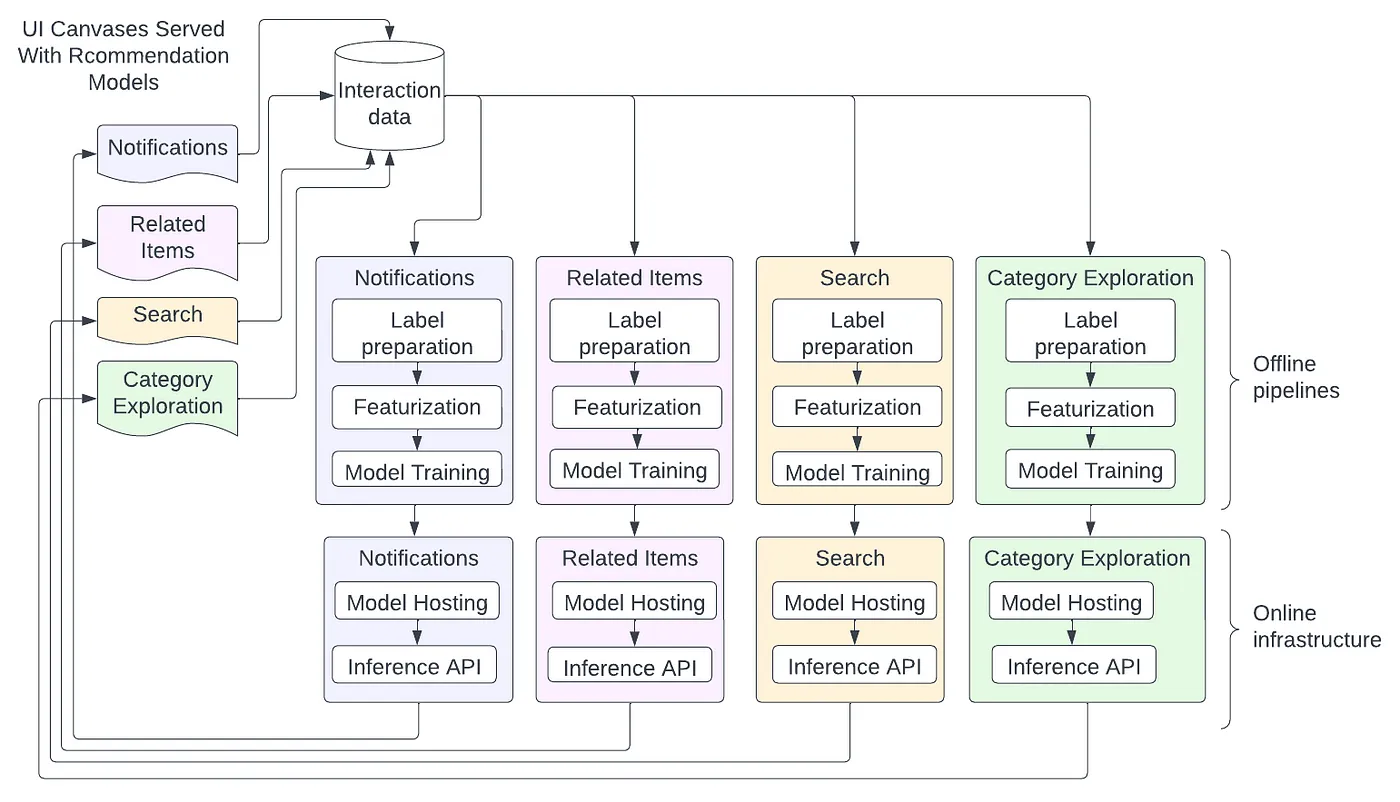 UI Canvases Served
With Rcommendation
Models
Interaction
data
Notifications
Related
Items
Search
Category
Exploration
Notifications
Label
preparation
Featurization
Model Training
Related Items
Label
preparation
Featurization
Model Training
Search
Label
preparation
Featurization
Model Training
Category Exploration
Label
preparation
Featurization
Model Training
Offline
pipelines
Notifications
Model Hosting
Inference API
Related Items
Model Hosting
Inference API
Search
Model Hosting
Inference API
Category Exploration
Model Hosting
Inference API
Online
infrastructure